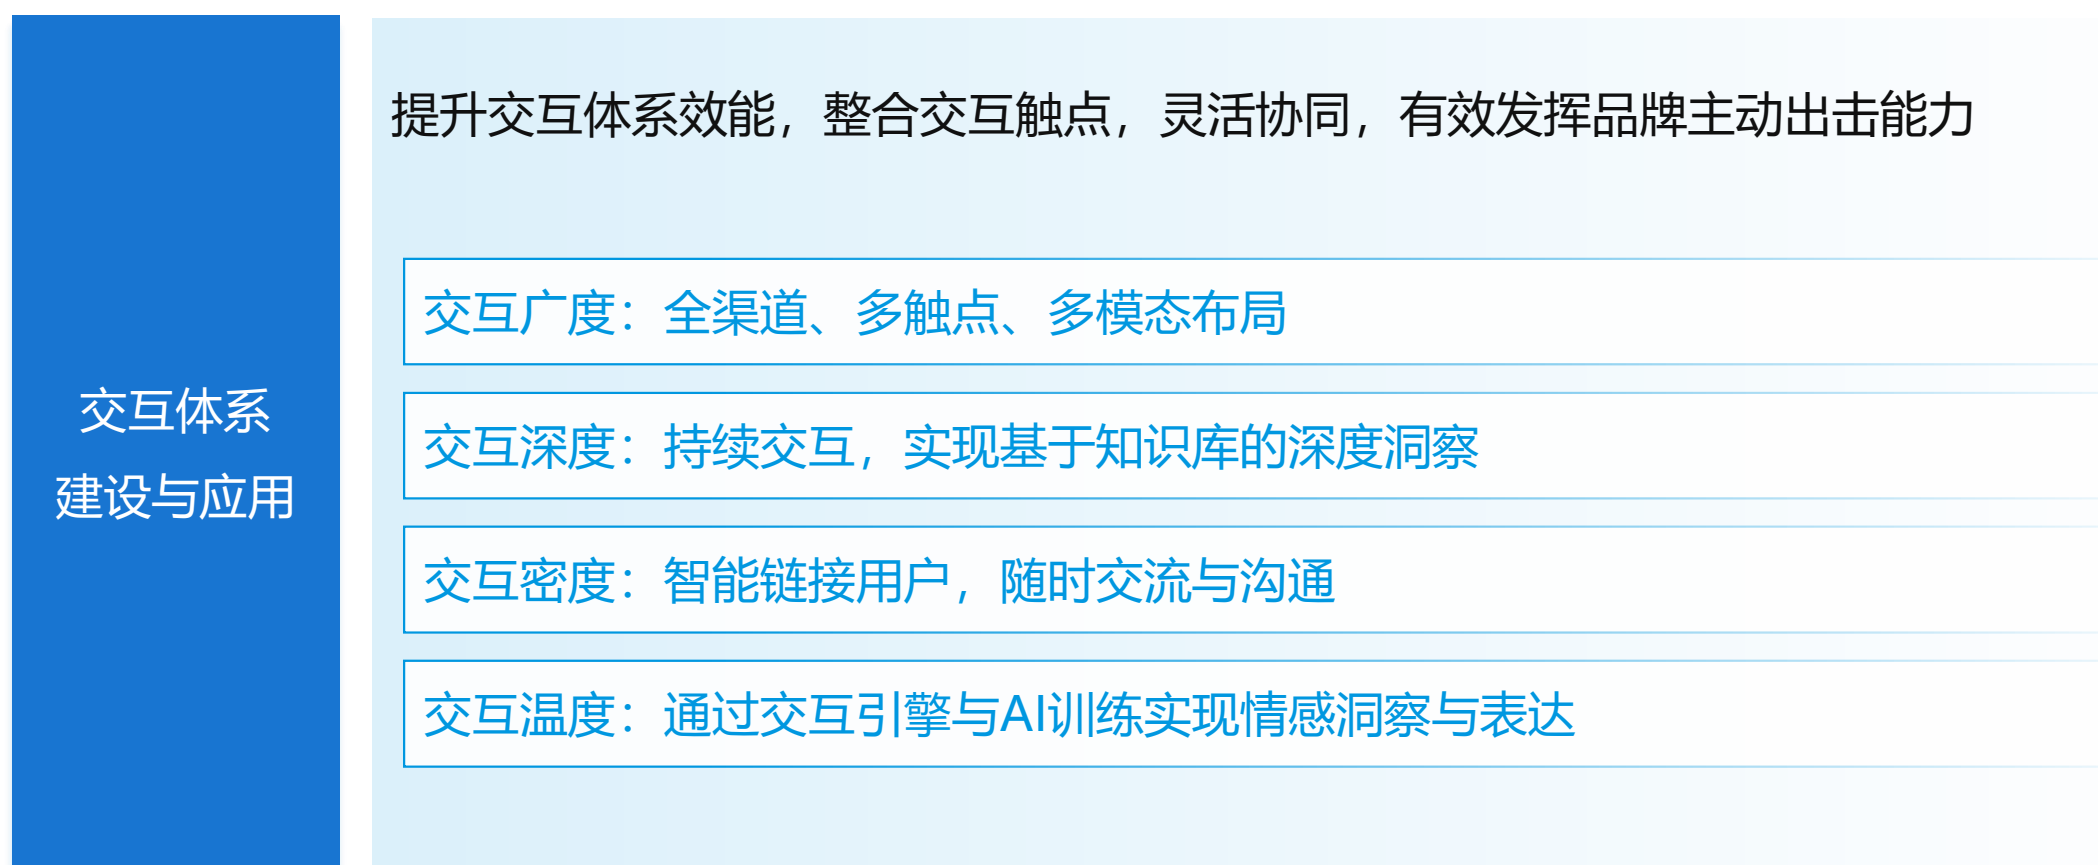 交互体系
建设与应用
提升交互体系效能，整合交互触点，灵活协同，有效发挥品牌主动出击能力
交互广度：全渠道、多触点、多模态布局
交互深度：持续交互，实现基于知识库的深度洞察
交互密度：智能链接用户，随时交流与沟通
交互温度：通过交互引擎与AI训练实现情感洞察与表达